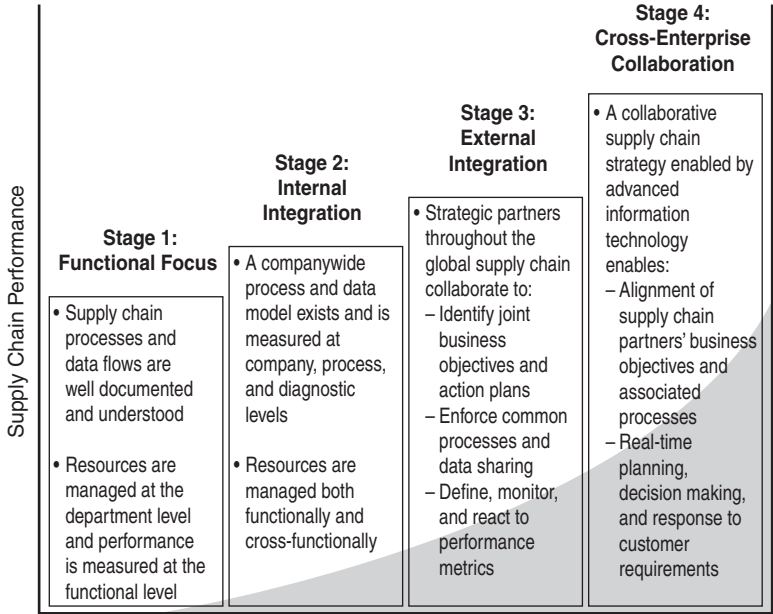 Supply Chain Performance
Stage 1:
Functional Focus
• Supply chain
processes and
data flows are
well documented
and understood
• Resources are
managed at the
department level
and performance
is measured at the
functional level
Stage 2:
Internal
Integration
• A companywide
process and data
model exists and is
measured at
company, process,
and diagnostic
levels
• Resources are
managed both
functionally and
cross-functionally
Stage 3:
External
Integration
• Strategic partners
throughout the
global supply chain
collaborate to:
– Identify joint
business
objectives and
action plans
– Enforce common
processes and
data sharing
– Define, monitor,
and react to
performance
metrics
Stage 4:
Cross-Enterprise
Collaboration
• A collaborative
supply chain
strategy enabled by
advanced
information
technology
enables:
– Alignment of
supply chain
partners’ business
objectives and
associated
processes
– Real-time
planning,
decision making,
and response to
customer
requirements